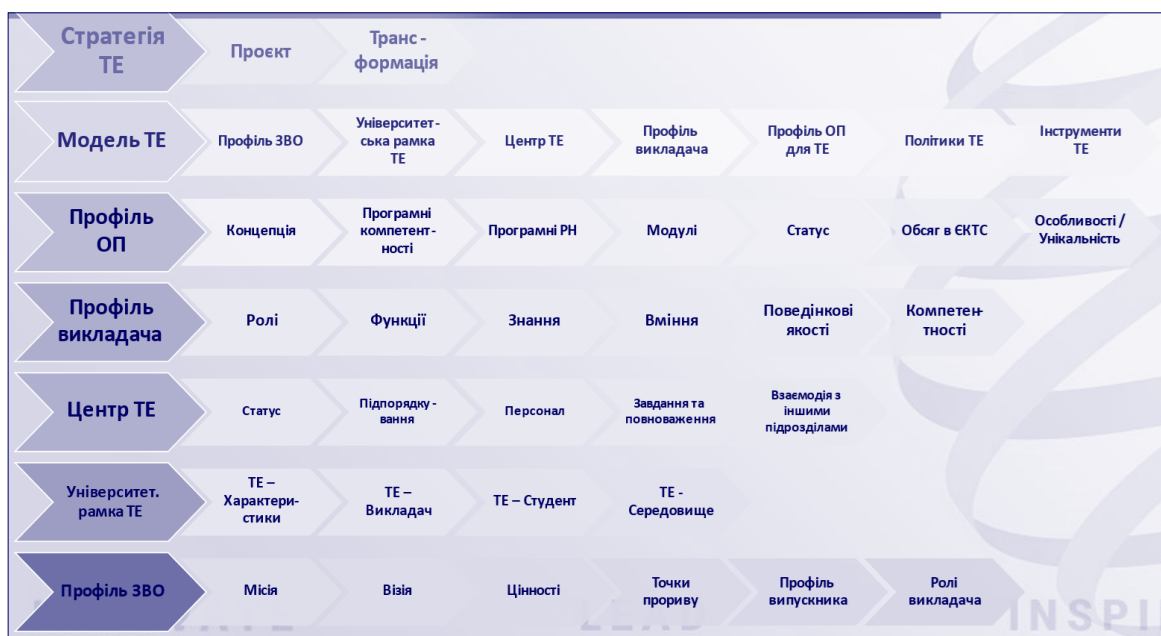 Стратегія
ТЕ
Проєкт
Транс -
формація
Модель ТЕ
Профіль ЗВО
Університет-
ська рамка
ТЕ
Центр ТЕ
Профіль
викладача
Профіль ОП
для ТЕ
Політики ТЕ
Інструменти
ТЕ
Профіль
ОП
Концепція
Програмні
компетент-
ності
Програмні РН
Модулі
Статус
Обсяг в ЄКТС
Особливості /
Унікальність
Профіль
викладача
Ролі
Функції
Знання
Вміння
Поведінкові
якості
Компетен-
тності
Центр ТЕ
Статус
Підпорядку -
вання
Персонал
Завдання та
повноваження
Взаємодія з
іншими
підрозділами
Університет.
рамка ТЕ
ТЕ –
Характери-
стики
ТЕ –
Викладач
ТЕ – Студент
ТЕ -
Середовище
Профіль ЗВО
Місія
Візія
Цінності
Точки
прориву
Профіль
випускника
Ролі
викладача
LEAD